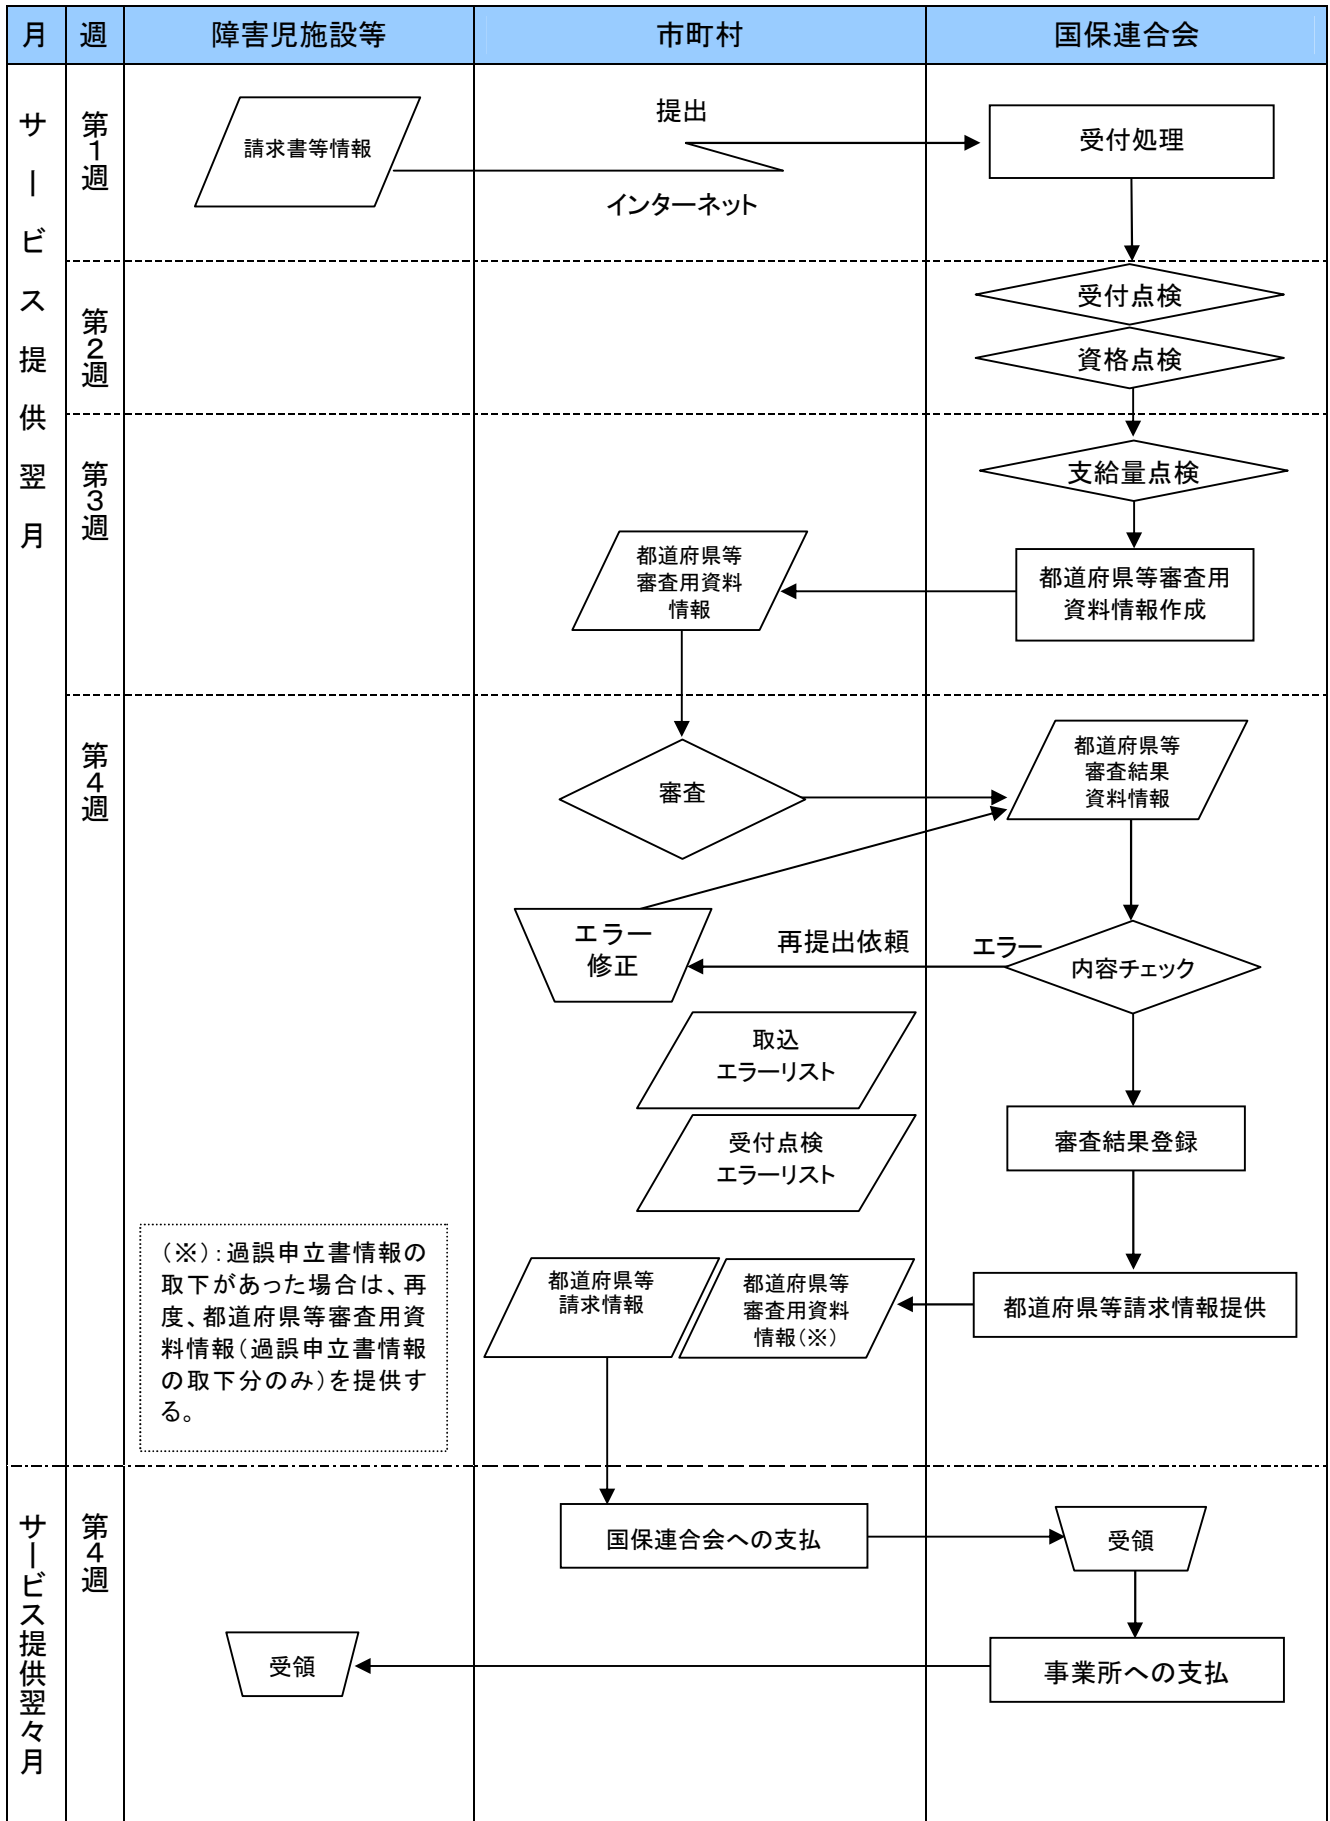 月
週
障害児施設等
市町村
国保連合会
サービス提供翌月
第1週
請求書等情報
提出
インターネット
受付処理
第2週
受付点検
資格点検
第3週
支給量点検
都道府県等
審査用資料
情報
都道府県等審査用
資料情報作成
第4週
審査
都道府県等
審査結果
資料情報
エラー
修正
再提出依頼
エラー
内容チェック
取込
エラーリスト
受付点検
エラーリスト
審査結果登録
(※):過誤申立書情報の
取下があった場合は、再
度、都道府県等審査用資
料情報(過誤申立書情報
の取下分のみ)を提供す
る。
都道府県等
請求情報
都道府県等
審査用資料
情報(※)
都道府県等請求情報提供
サービス提供翌々月
第4週
国保連合会への支払
受領
受領
事業所への支払